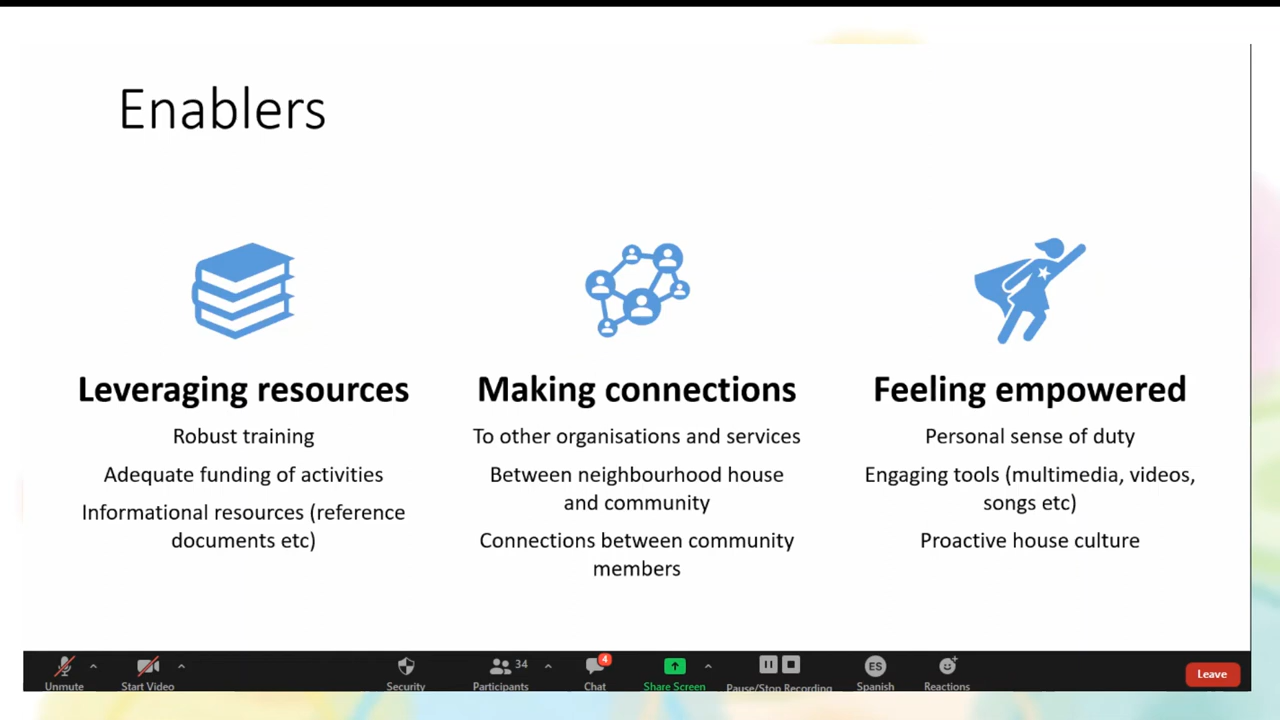 Enablers
Leveraging resources
Robust training
Adequate funding of activities
Informational resources (reference
documents etc)
Making connections
To other organisations and services
Between neighbourhood house
and community
Connections between community
members
Feeling empowered
Personal sense of duty
Engaging tools (multimedia, videos,
songs etc)
Proactive house culture
Unmute
Start Video
Security
34
Participants
4
Chat
Share Screen
Pause/Stop Recording
ES
Spanish
Reactions
Leave